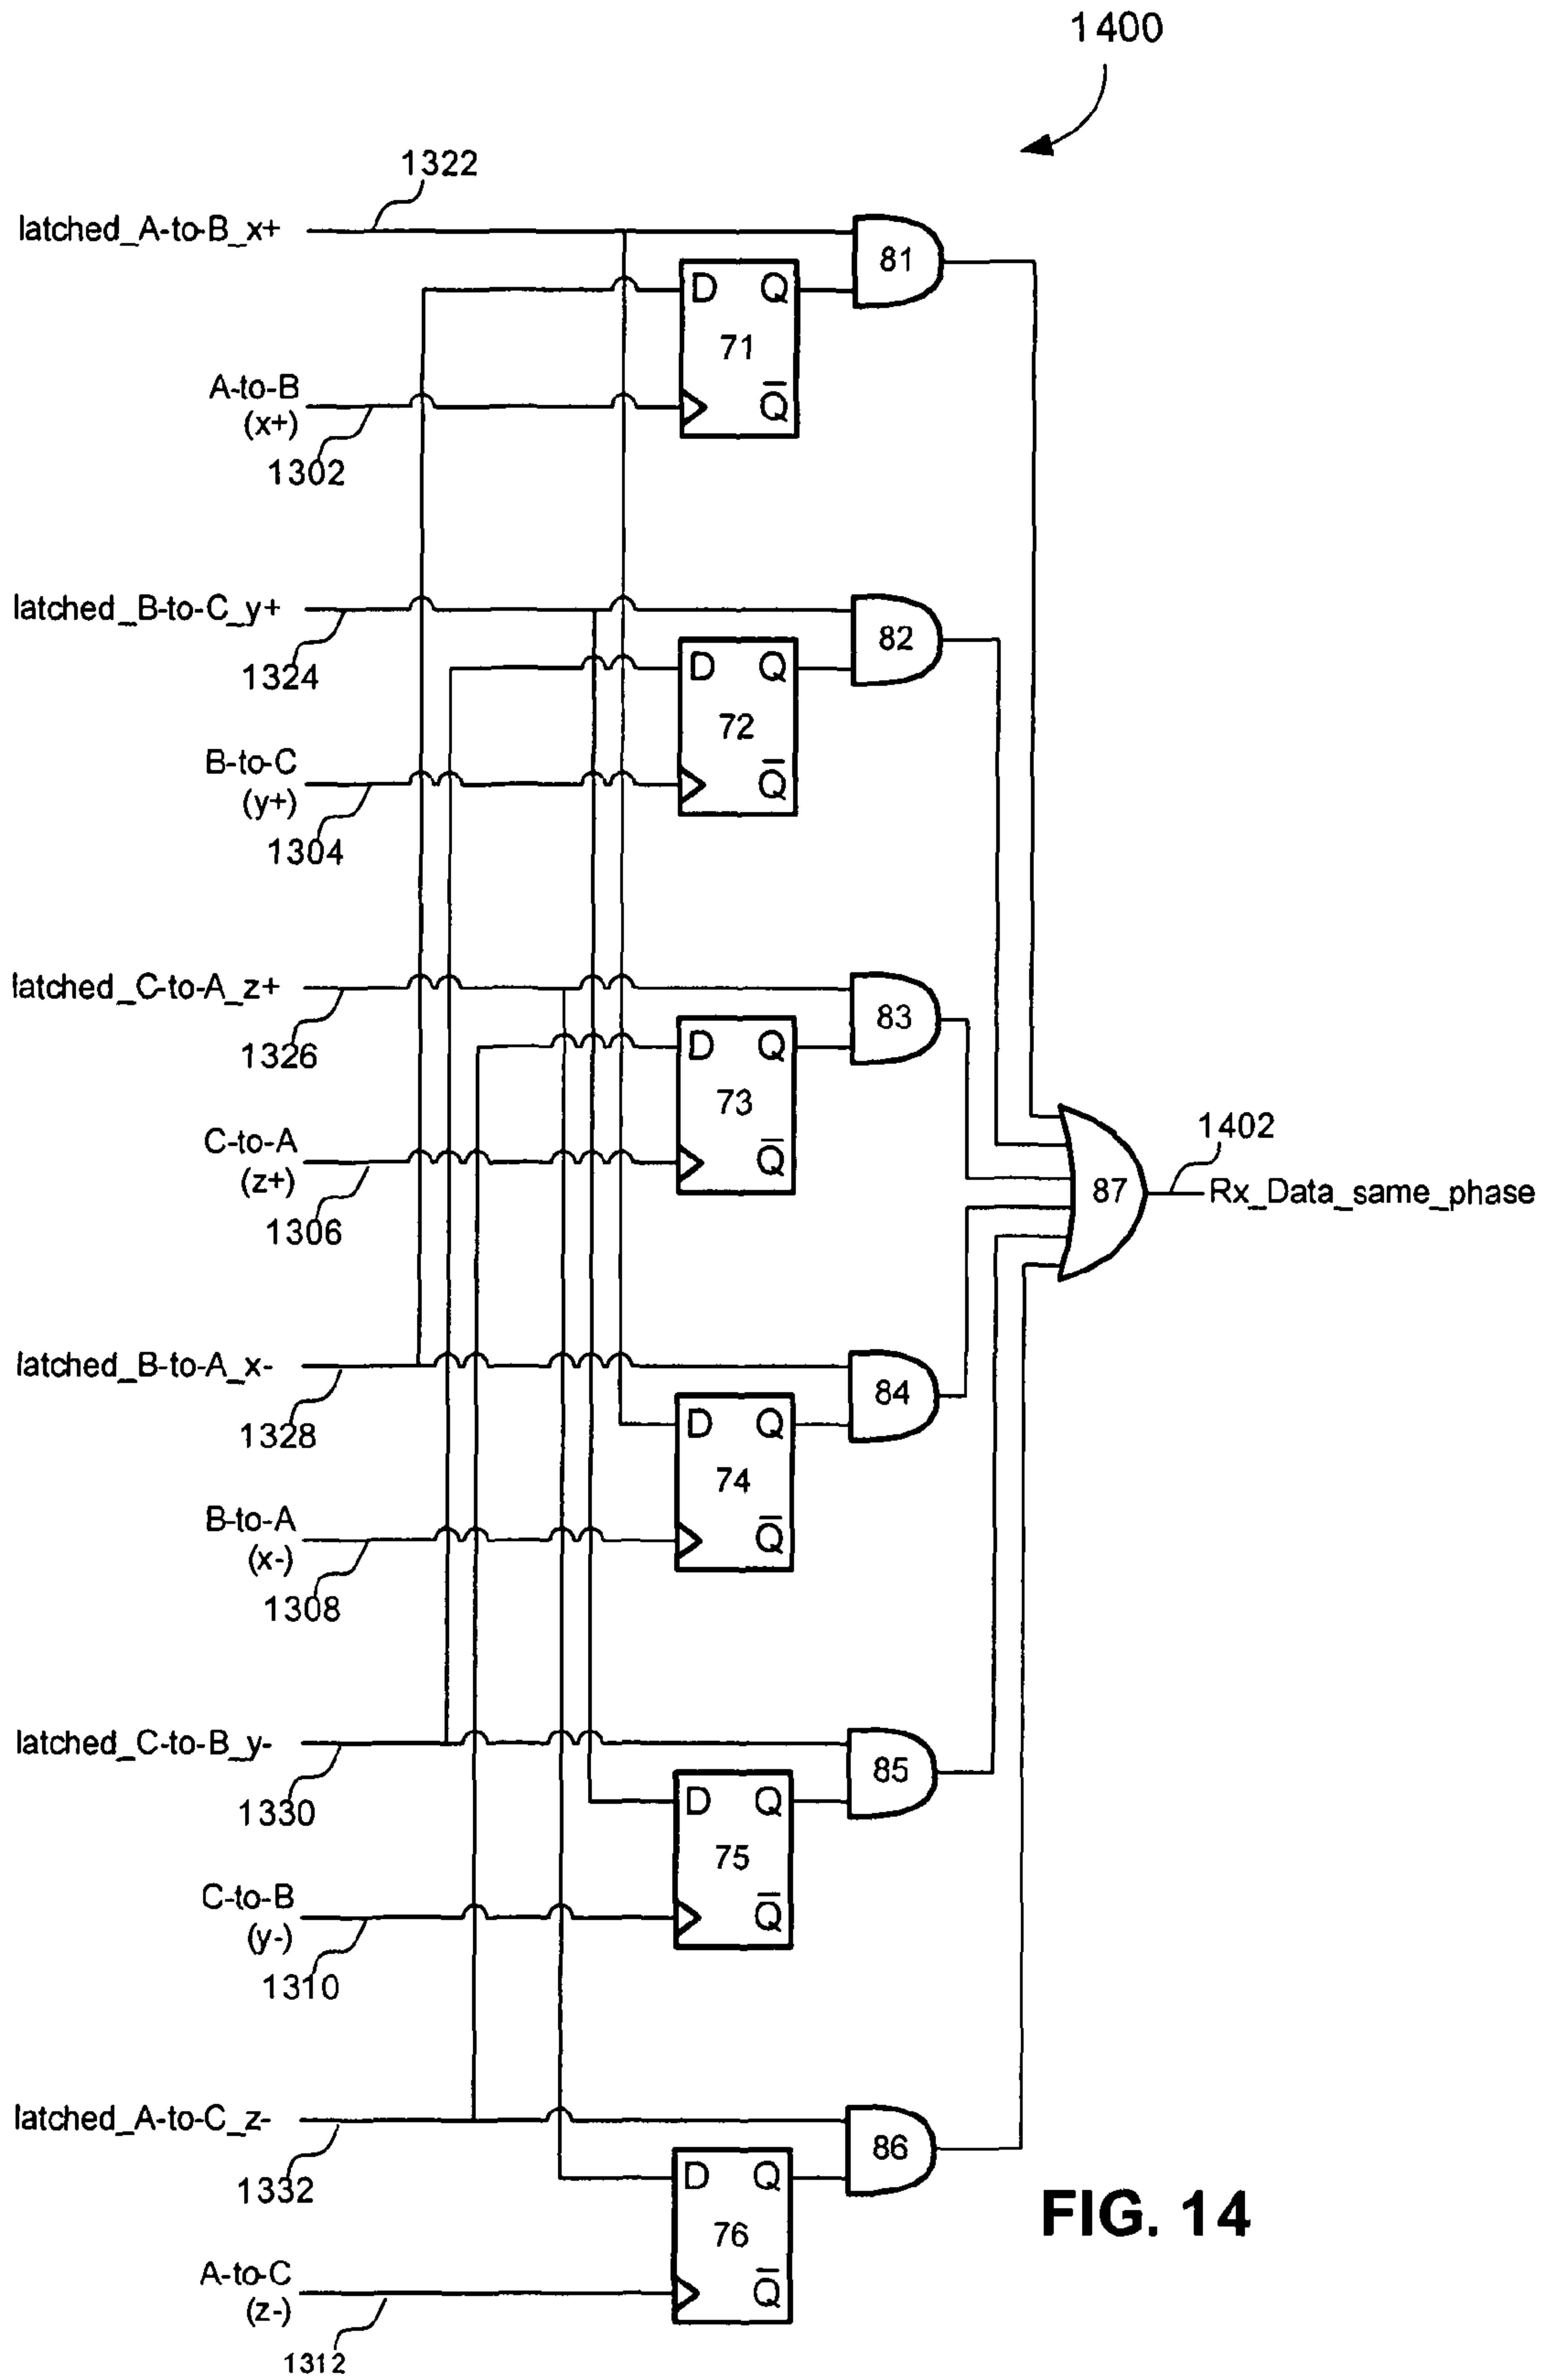 1400
1322
latched_A-to-B_x+
81
D Q
71
A-to-B
(x+)
Q
1302
latched_B-to-C_y+
82
1324
D Q
72
B-to-C
(y+)
Q
1304
latched_C-to-A_z+
83
1326
D Q
73
C-to-A
(z+)
Q
1306
87
1402
Rx_Data_same_phase
latched_B-to-A_x-
84
1328
D Q
74
B-to-A
(x-)
Q
1308
latched_C-to-B_y-
85
1330
D Q
75
C-to-B
(y-)
Q
1310
latched_A-to-C_z-
86
1332
D Q
76
A-to-C
(z-)
Q
1312
FIG. 14